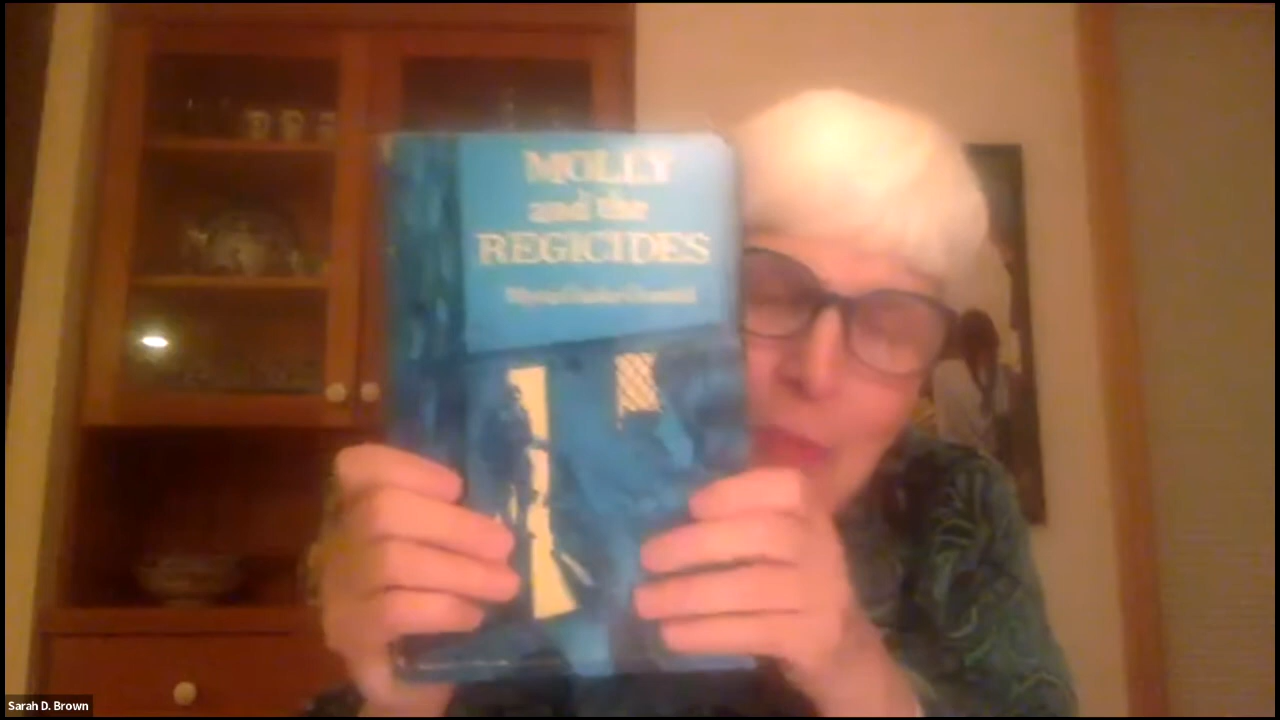 MOLLY
and the
REGICIDES
Sarah D. Brown